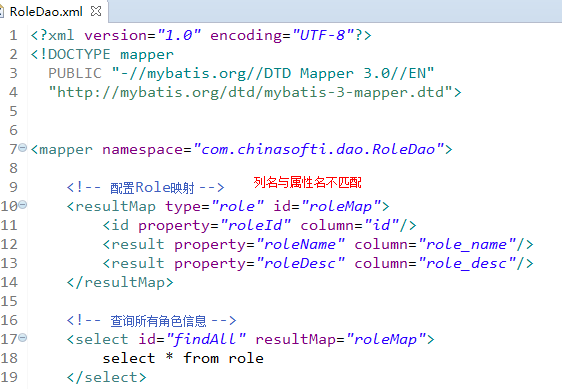 RoleDao.xml
1 <?xml version="1.0" encoding="UTF-8"?>
2 <!DOCTYPE mapper
3 PUBLIC "-//mybatis.org//DTD Mapper 3.0//EN"
4 "http://mybatis.org/dtd/mybatis-3-mapper.dtd">
5
6
7 <mapper namespace="com.chinasofti.dao.RoleDao">
8
9 <!-- 配置Role映射 --> 列名与属性名不匹配
10 <resultMap type="role" id="roleMap">
11 <id property="roleId" column="id"/>
12 <result property="roleName" column="role_name"/>
13 <result property="roleDesc" column="role_desc"/>
14 </resultMap>
15
16 <!-- 查询所有角色信息 -->
17 <select id="findAll" resultMap="roleMap">
18 select * from role
19 </select>